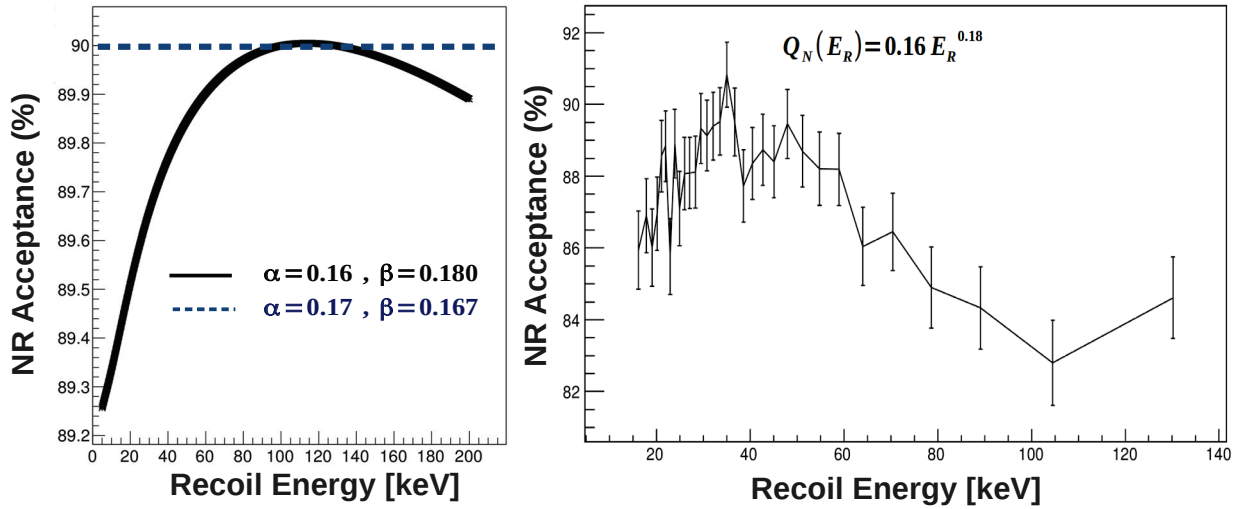 90
89.9
89.8
89.7
89.6
89.5
89.4
89.3
89.2
NR Acceptance (%)
α=0.16 , β=0.180
α=0.17 , β=0.167
0 20 40 60 80 100 120 140 160 180 200
Recoil Energy [keV]
92
90
88
86
84
82
NR Acceptance (%)
Q_N(E_R)=0.16 E_R^0.18
20 40 60 80 100 120 140
Recoil Energy [keV]